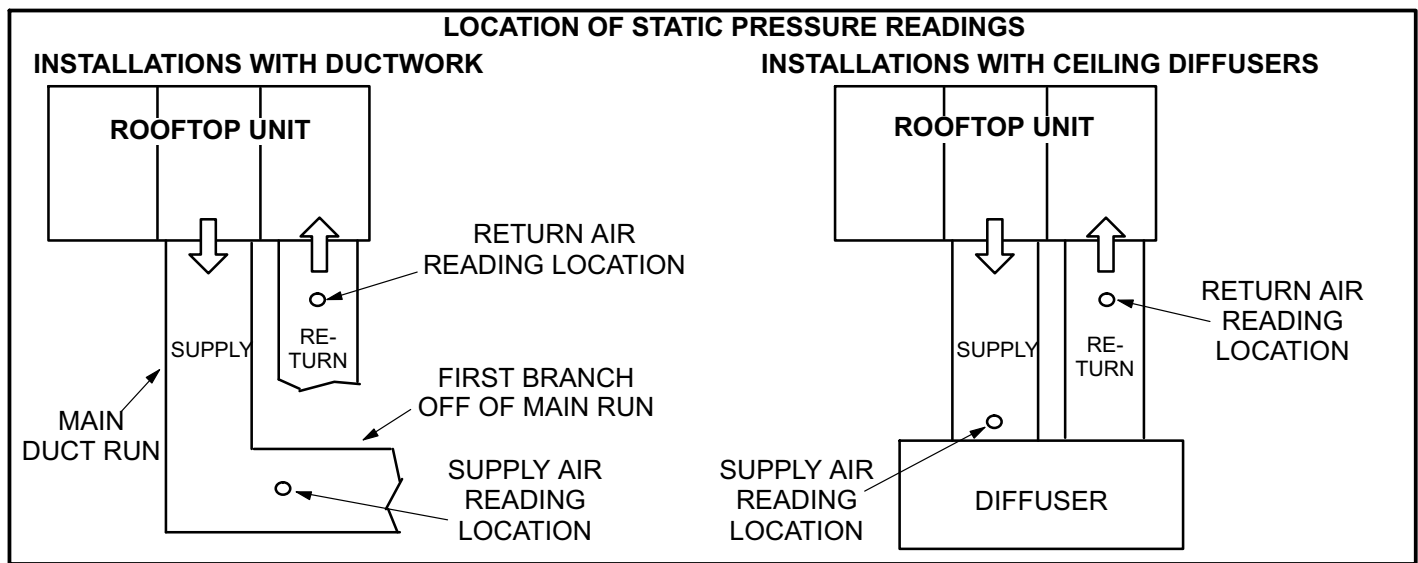 LOCATION OF STATIC PRESSURE READINGS
INSTALLATIONS WITH DUCTWORK
ROOFTOP UNIT
RETURN AIR
READING LOCATION
SUPPLY
RE-
TURN
FIRST BRANCH
OFF OF MAIN RUN
MAIN
DUCT RUN
SUPPLY AIR
READING
LOCATION
INSTALLATIONS WITH CEILING DIFFUSERS
ROOFTOP UNIT
RETURN AIR
READING
LOCATION
SUPPLY
RE-
TURN
SUPPLY AIR
READING
LOCATION
DIFFUSER